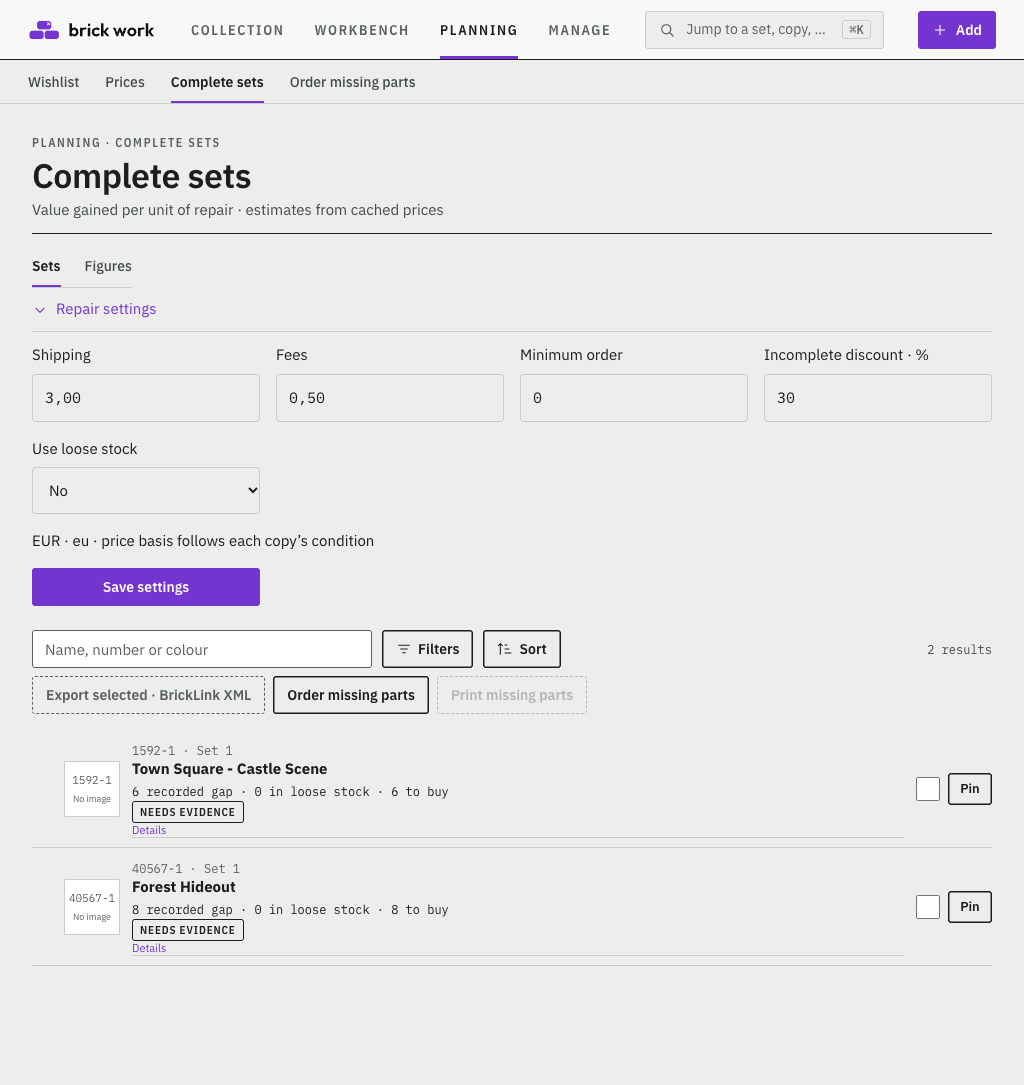 brick work
COLLECTION WORKBENCH PLANNING MANAGE
Jump to a set, copy, ... ⌘K
+ Add
Wishlist Prices Complete sets Order missing parts
PLANNING · COMPLETE SETS
Complete sets
Value gained per unit of repair · estimates from cached prices
Sets Figures
Repair settings
Shipping Fees Minimum order Incomplete discount · %
3,00 0,50 0 30
Use loose stock
No
EUR · eu · price basis follows each copy’s condition
Save settings
Name, number or colour Filters Sort 2 results
Export selected · BrickLink XML Order missing parts Print missing parts
1592-1 · Set 1
1592-1
No image
Town Square - Castle Scene
6 recorded gap · 0 in loose stock · 6 to buy
NEEDS EVIDENCE
Details
Pin
40567-1 · Set 1
40567-1
No image
Forest Hideout
8 recorded gap · 0 in loose stock · 8 to buy
NEEDS EVIDENCE
Details
Pin